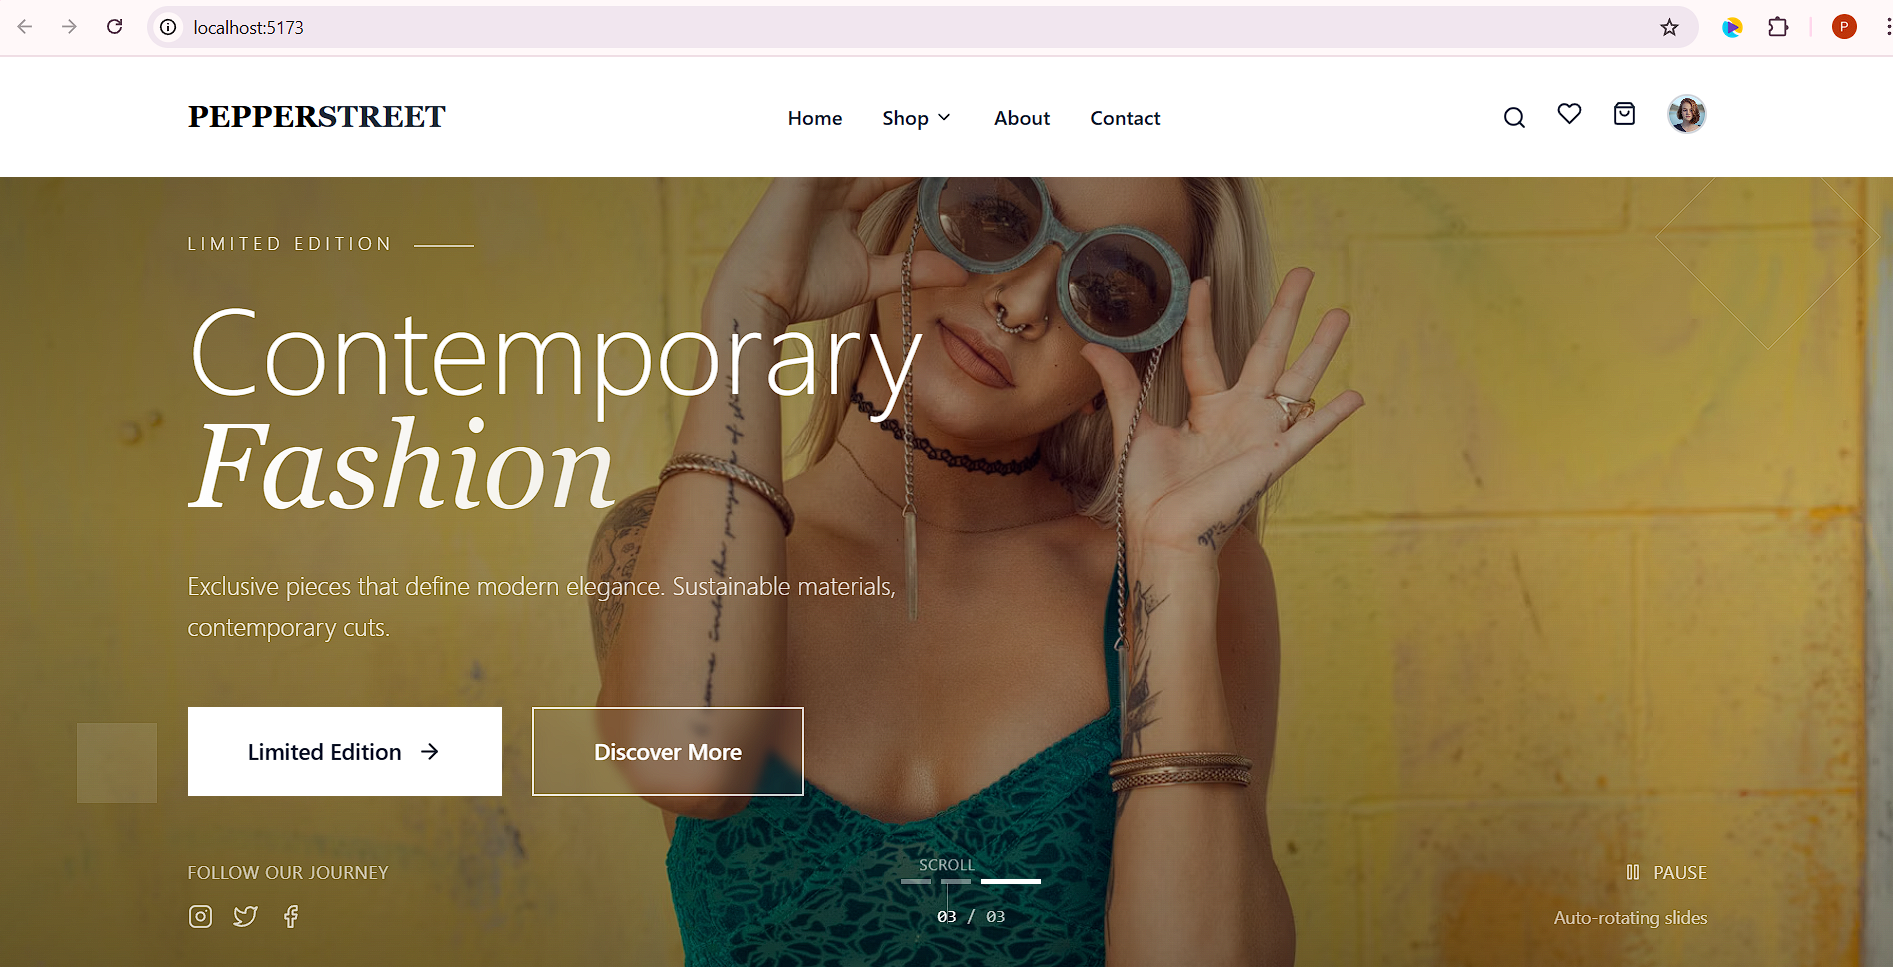 localhost:5173
P
PEPPERSTREET
Home
Shop
About
Contact
LIMITED EDITION
Contemporary
Fashion
Exclusive pieces that define modern elegance. Sustainable materials,
contemporary cuts.
Limited Edition
Discover More
FOLLOW OUR JOURNEY
SCROLL
03 / 03
PAUSE
Auto-rotating slides